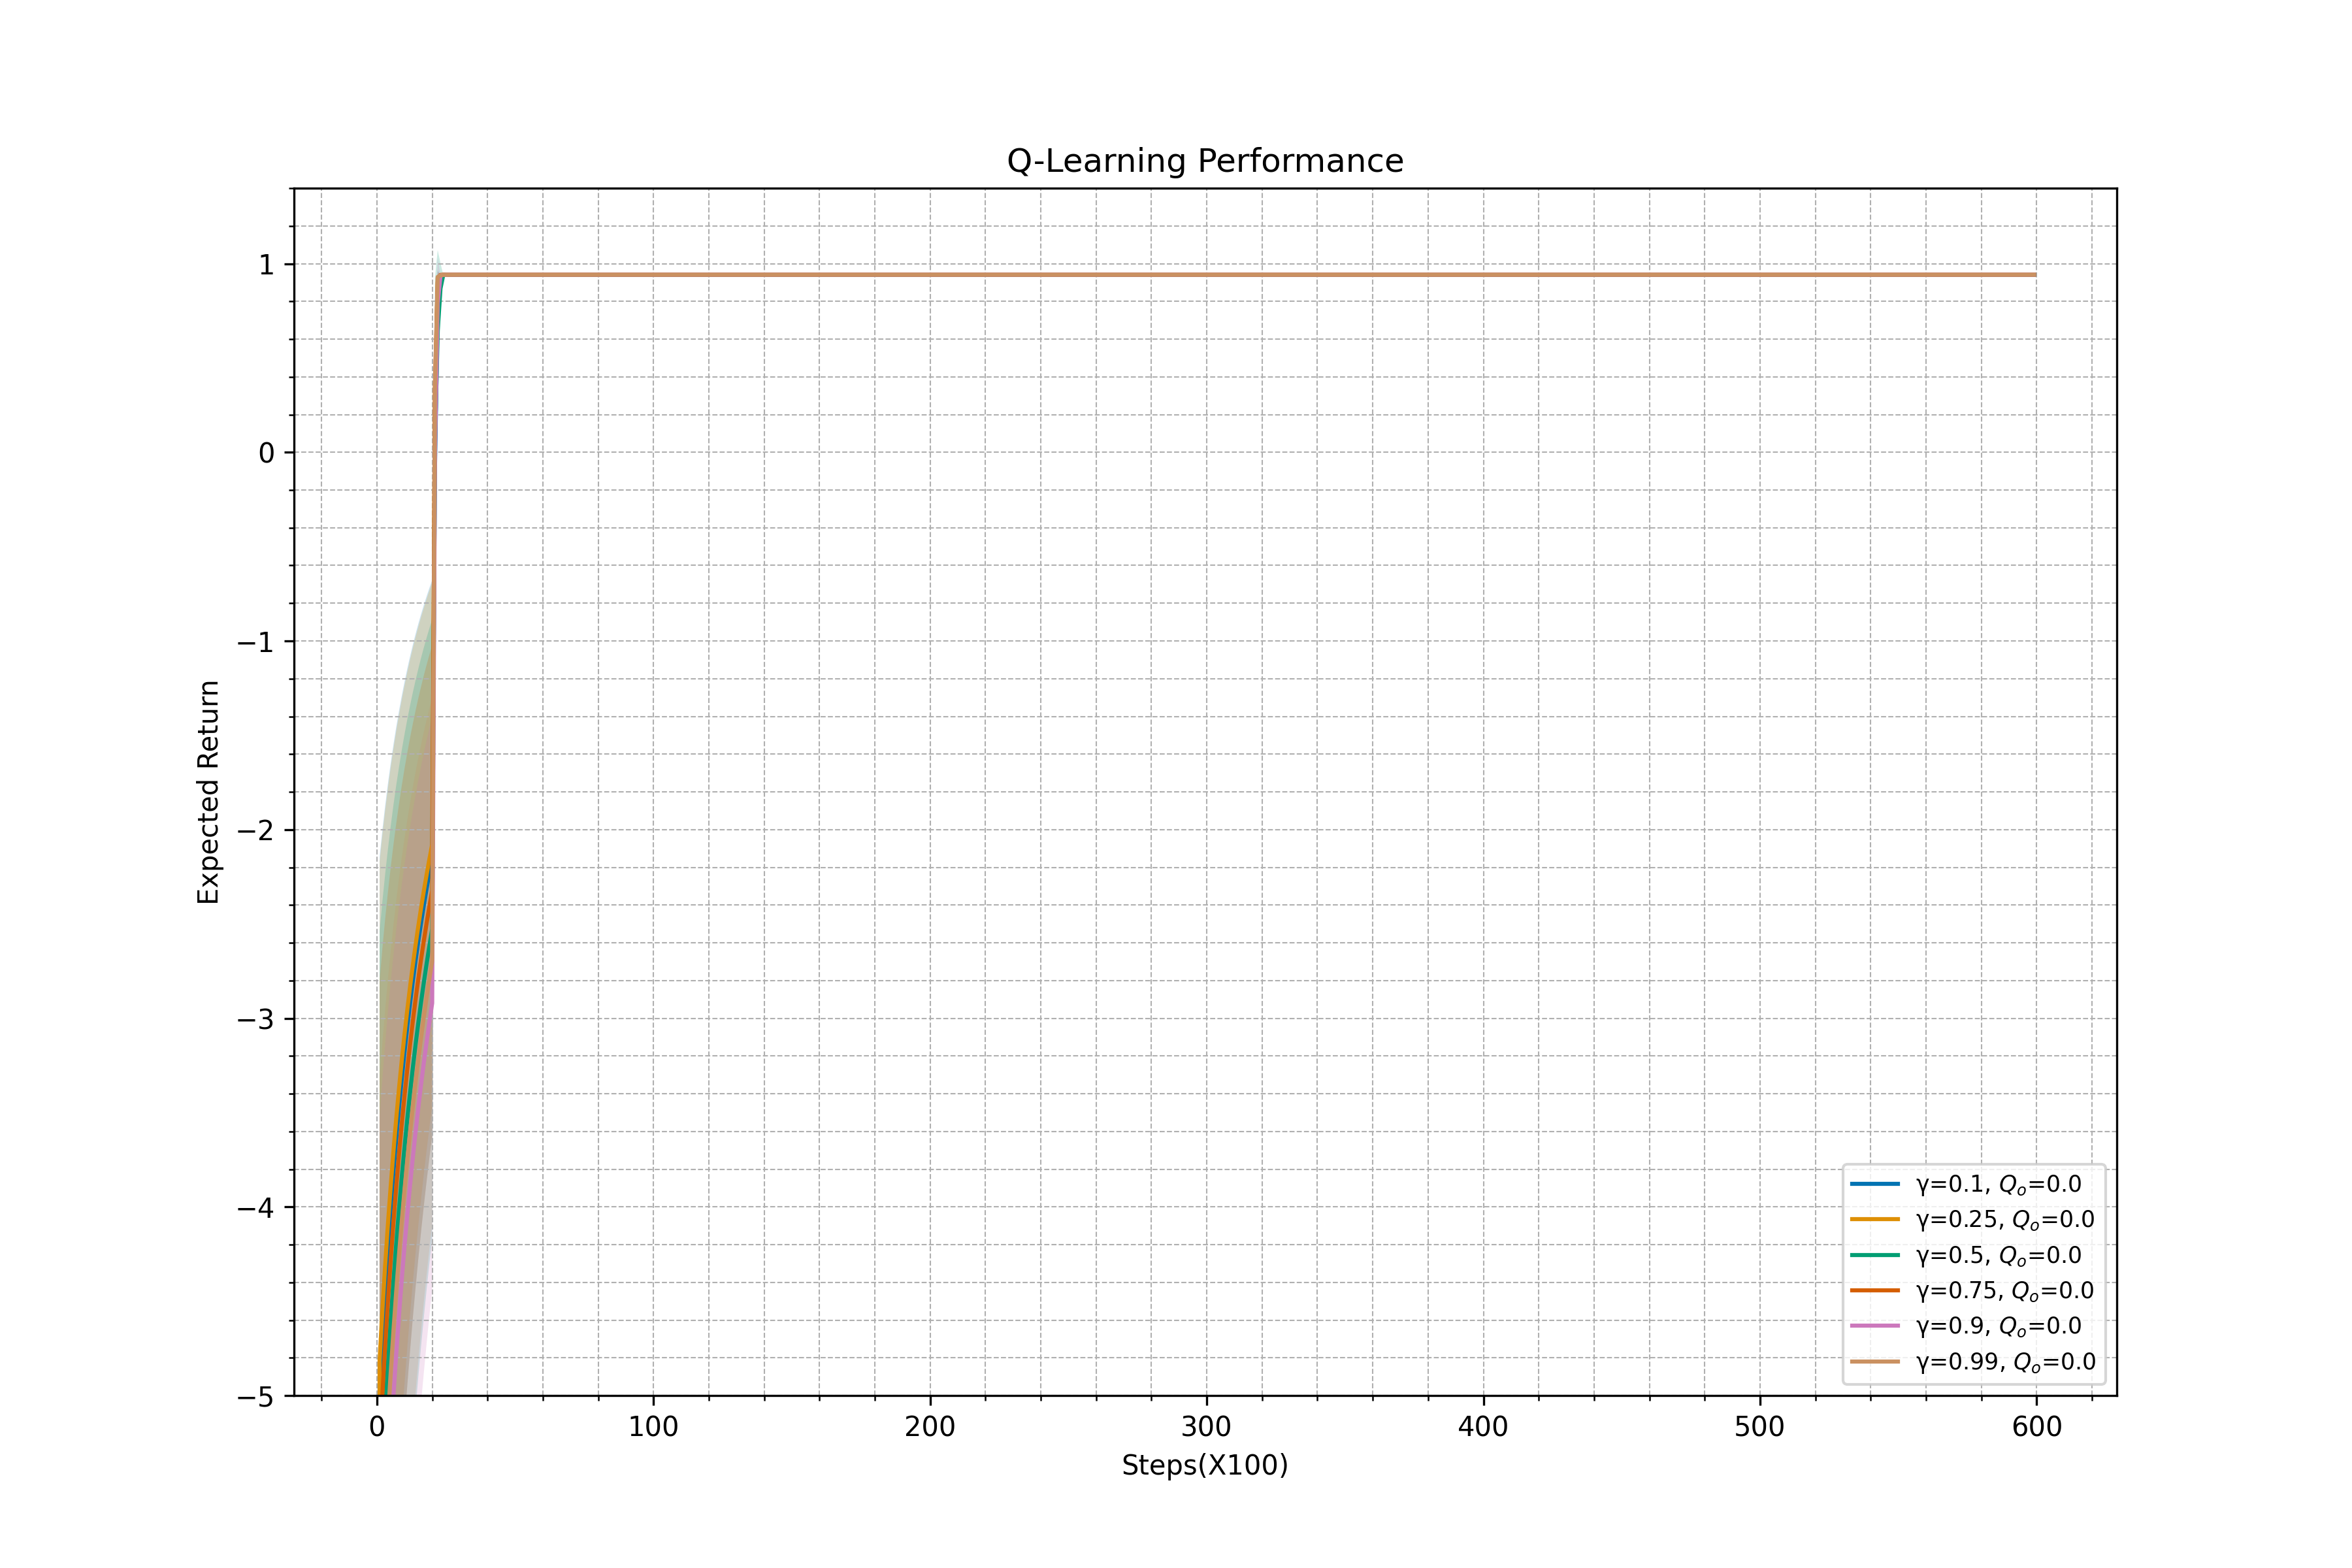 Q-Learning Performance
Expected Return
1
0
−1
−2
−3
−4
−5
0 100 200 300 400 500 600
Steps(X100)
γ=0.1, Qₒ=0.0
γ=0.25, Qₒ=0.0
γ=0.5, Qₒ=0.0
γ=0.75, Qₒ=0.0
γ=0.9, Qₒ=0.0
γ=0.99, Qₒ=0.0